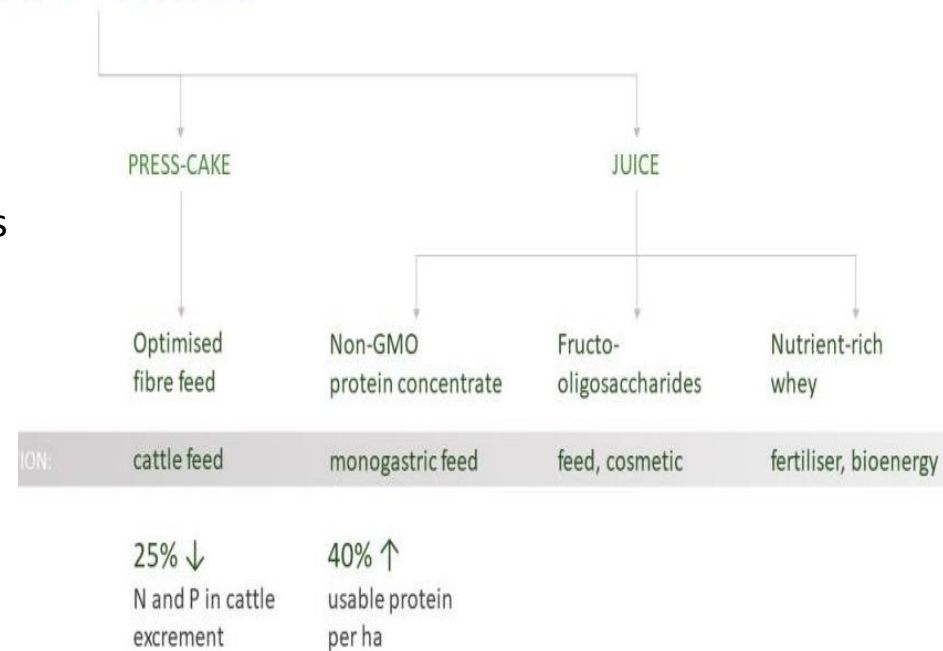 PRESS-CAKE
JUICE
s
Optimised
fibre feed
Non-GMO
protein concentrate
Fructo-
oligosaccharides
Nutrient-rich
whey
ION:
cattle feed
monogastric feed
feed, cosmetic
fertiliser, bioenergy
25% ↓
N and P in cattle
excrement
40% ↑
usable protein
per ha